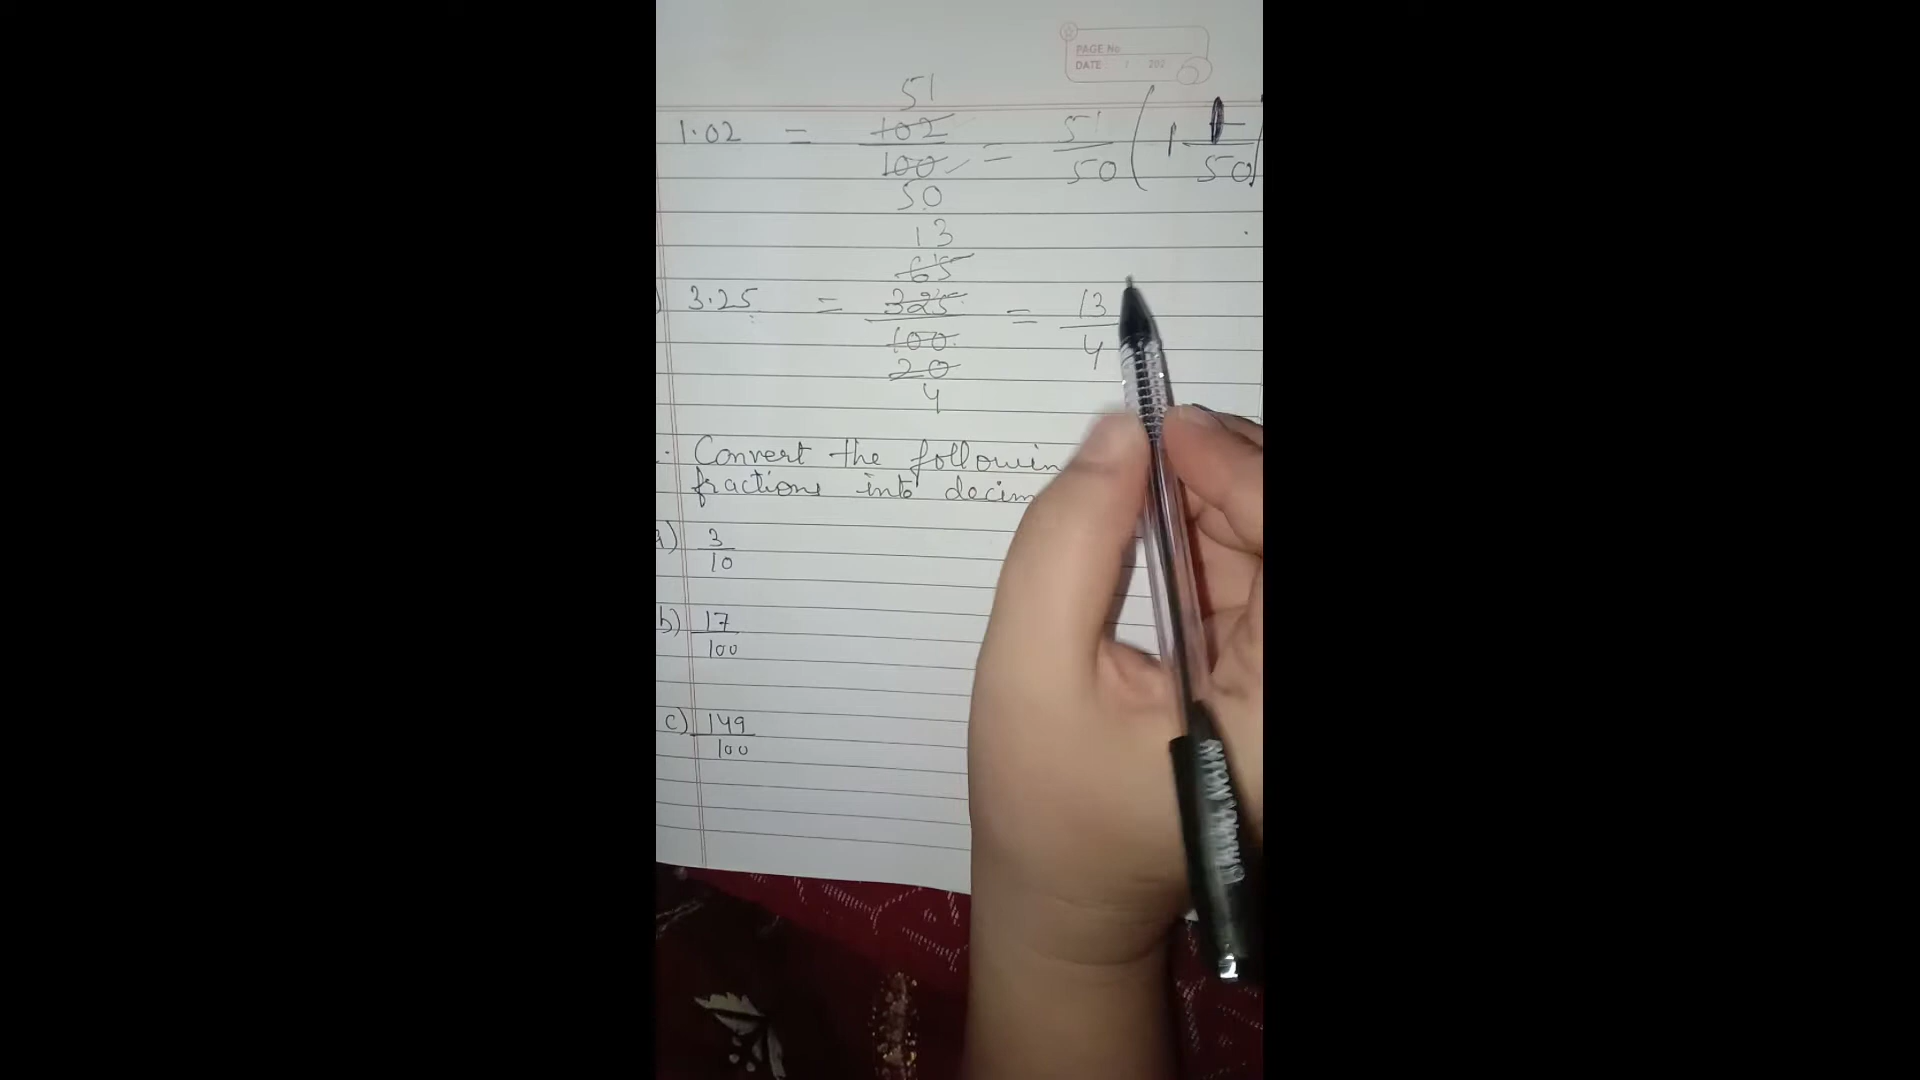 PAGE No
DATE / 202
51
1.02 = 102/100 = 51/50 (1 1/50)
50
13
65
) 3.25 = 325/100 = 13/4
20
4
. Convert the followin
fractions into decim
a) 3/10
b) 17/100
c) 149/100